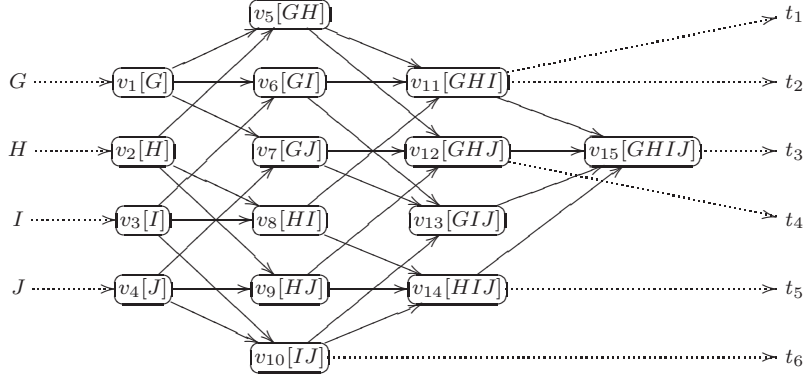 v5[GH] t1
G v1[G] v6[GI] v11[GHI] t2
H v2[H] v7[GJ] v12[GHJ] v15[GHIJ] t3
I v3[I] v8[HI] v13[GIJ] t4
J v4[J] v9[HJ] v14[HIJ] t5
v10[IJ] t6